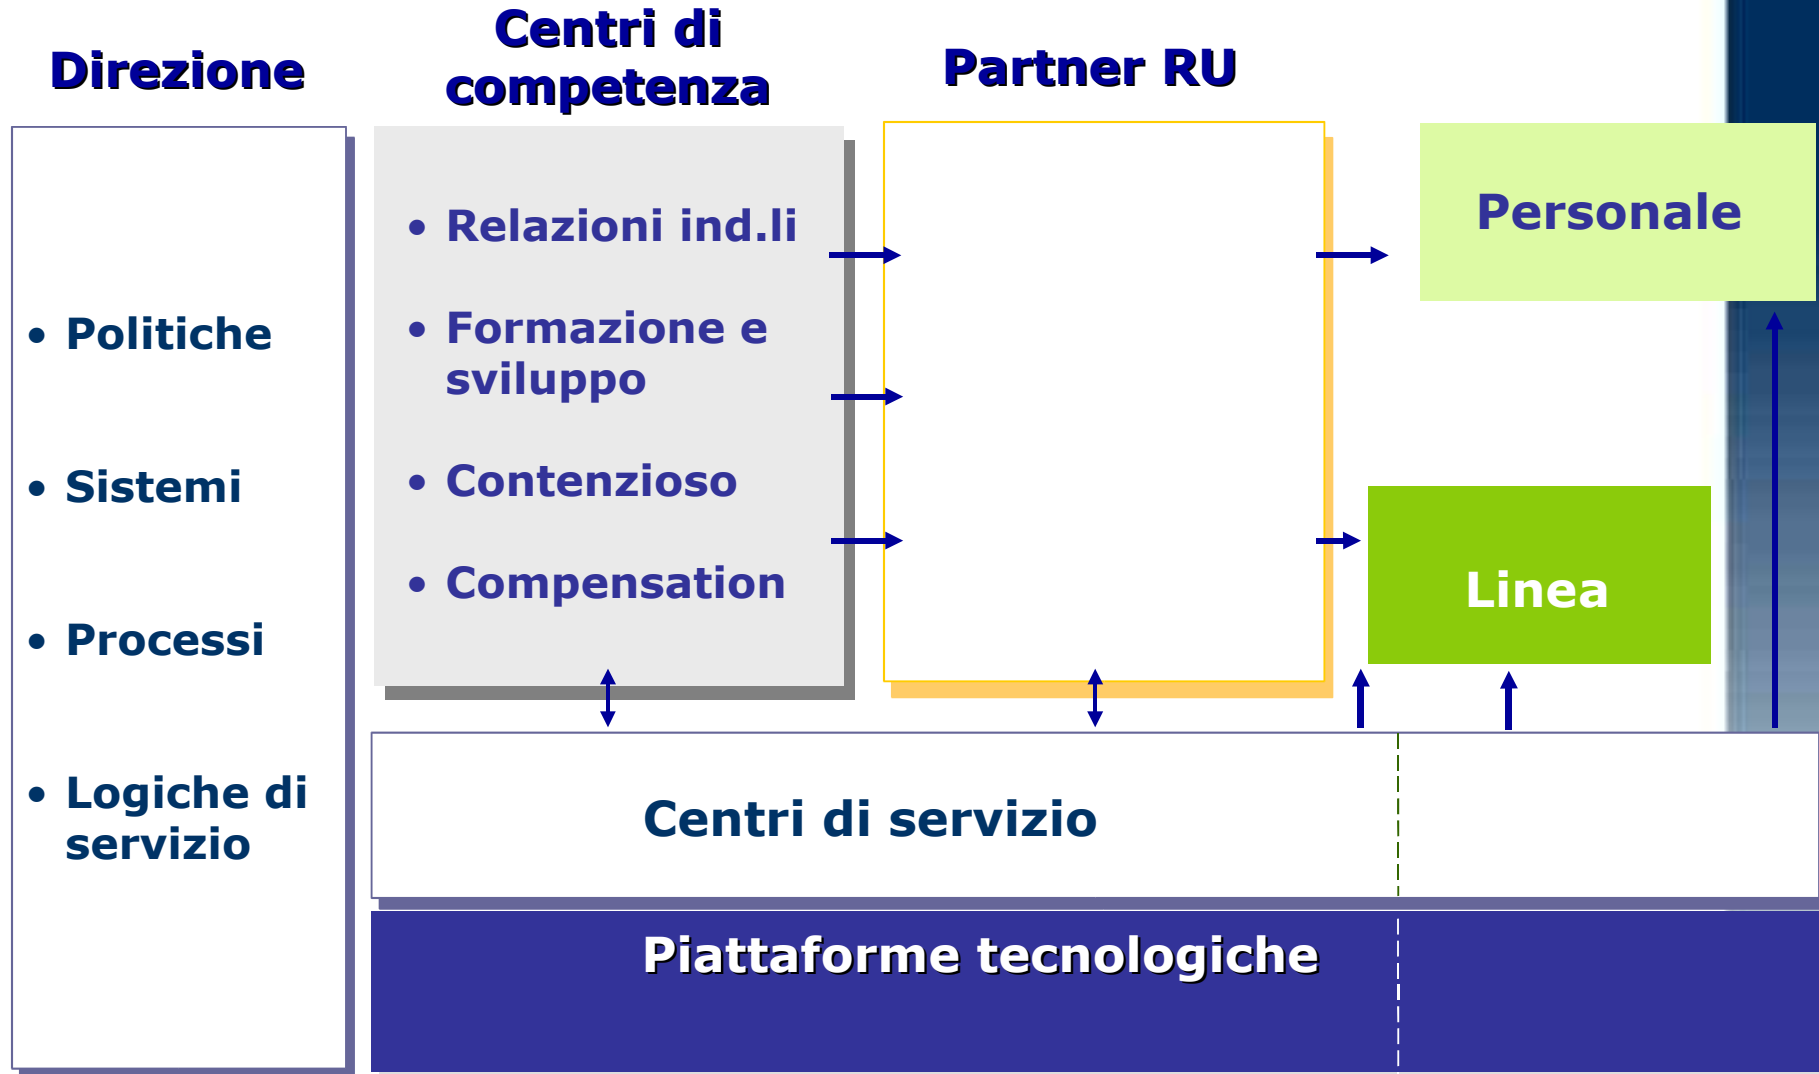 Direzione
• Politiche
• Sistemi
• Processi
• Logiche di
servizio
Centri di
competenza
• Relazioni ind.li
• Formazione e
sviluppo
• Contenzioso
• Compensation
Partner RU
Personale
Linea
Centri di servizio
Piattaforme tecnologiche